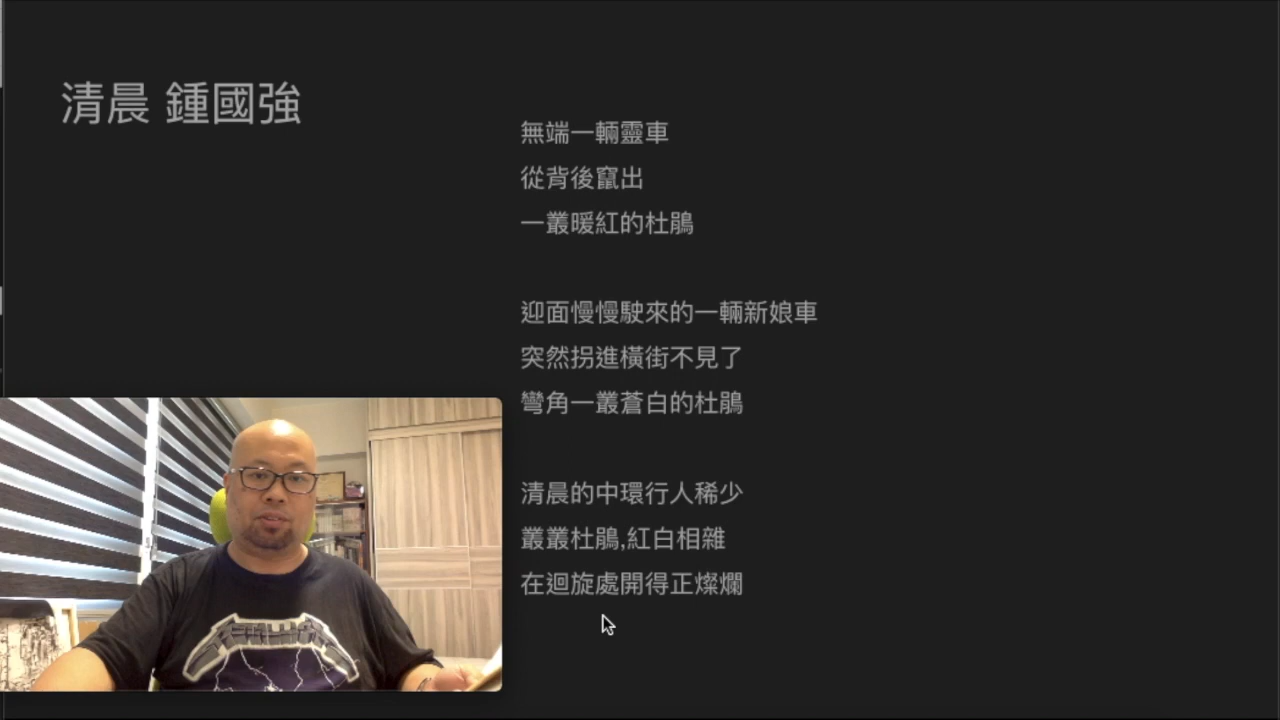 清晨 鍾國強
無端一輛靈車
從背後竄出
一叢暖紅的杜鵑
迎面慢慢駛來的一輛新娘車
突然拐進橫街不見了
彎角一叢蒼白的杜鵑
清晨的中環行人稀少
叢叢杜鵑,紅白相雜
在迴旋處開得正燦爛